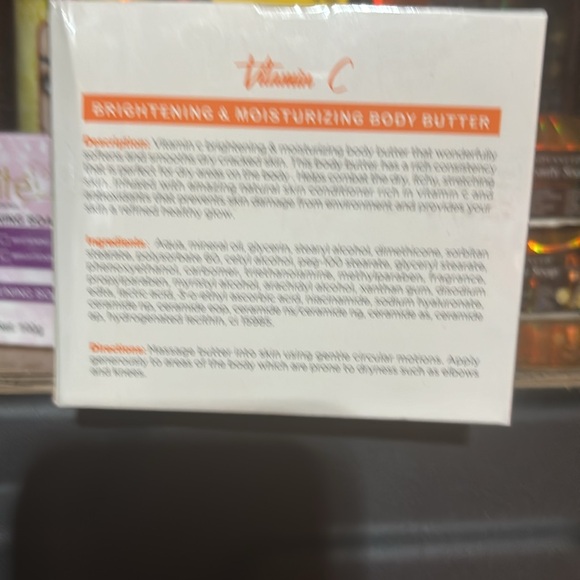 Vitamin C
BRIGHTENING & MOISTURIZING BODY BUTTER
Description: Vitamin c brightening & moisturizing body butter that wonderfully
softens and smooths dry cracked skin. This body butter has a rich consistency
that is perfect for dry areas on the body. Helps combat the dry, itchy, stretching
skin. Infused with amazing natural skin conditioner rich in vitamin C and
antioxidants that prevents skin damage from environment and provides your
skin a refined healthy glow.
Ingredients: Aqua, mineral oil, glycerin, stearyl alcohol, dimethicone, sorbitan
stearate, polysorbate 60, cetyl alcohol, peg-100 stearate, glyceryl stearate,
phenoxyethanol, carbomer, triethanolamine, methylparaben, fragrance,
propylparaben, myristyl alcohol, arachidyl alcohol, xanthan gum, disodium
edta, lactic acid, 3-o-ethyl ascorbic acid, niacinamide, sodium hyaluronate,
ceramide np, ceramide eop, ceramide ns/ceramide ng, ceramide as, ceramide
ap, hydrogenated lecithin, ci 15985.
Directions: Massage butter into skin using gentle circular motions. Apply
generously to areas of the body which are prone to dryness such as elbows
and knees.